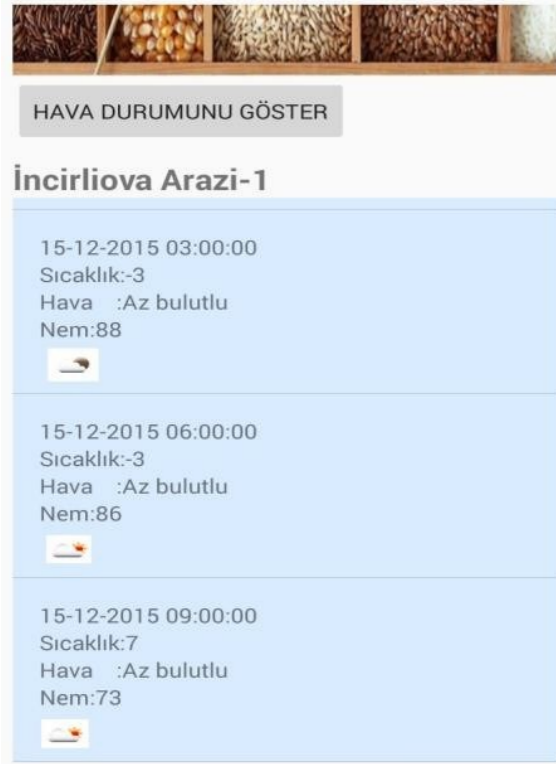 HAVA DURUMUNU GÖSTER
İncirliova Arazi-1
15-12-2015 03:00:00
Sıcaklık:-3
Hava :Az bulutlu
Nem:88
15-12-2015 06:00:00
Sıcaklık:-3
Hava :Az bulutlu
Nem:86
15-12-2015 09:00:00
Sıcaklık:7
Hava :Az bulutlu
Nem:73